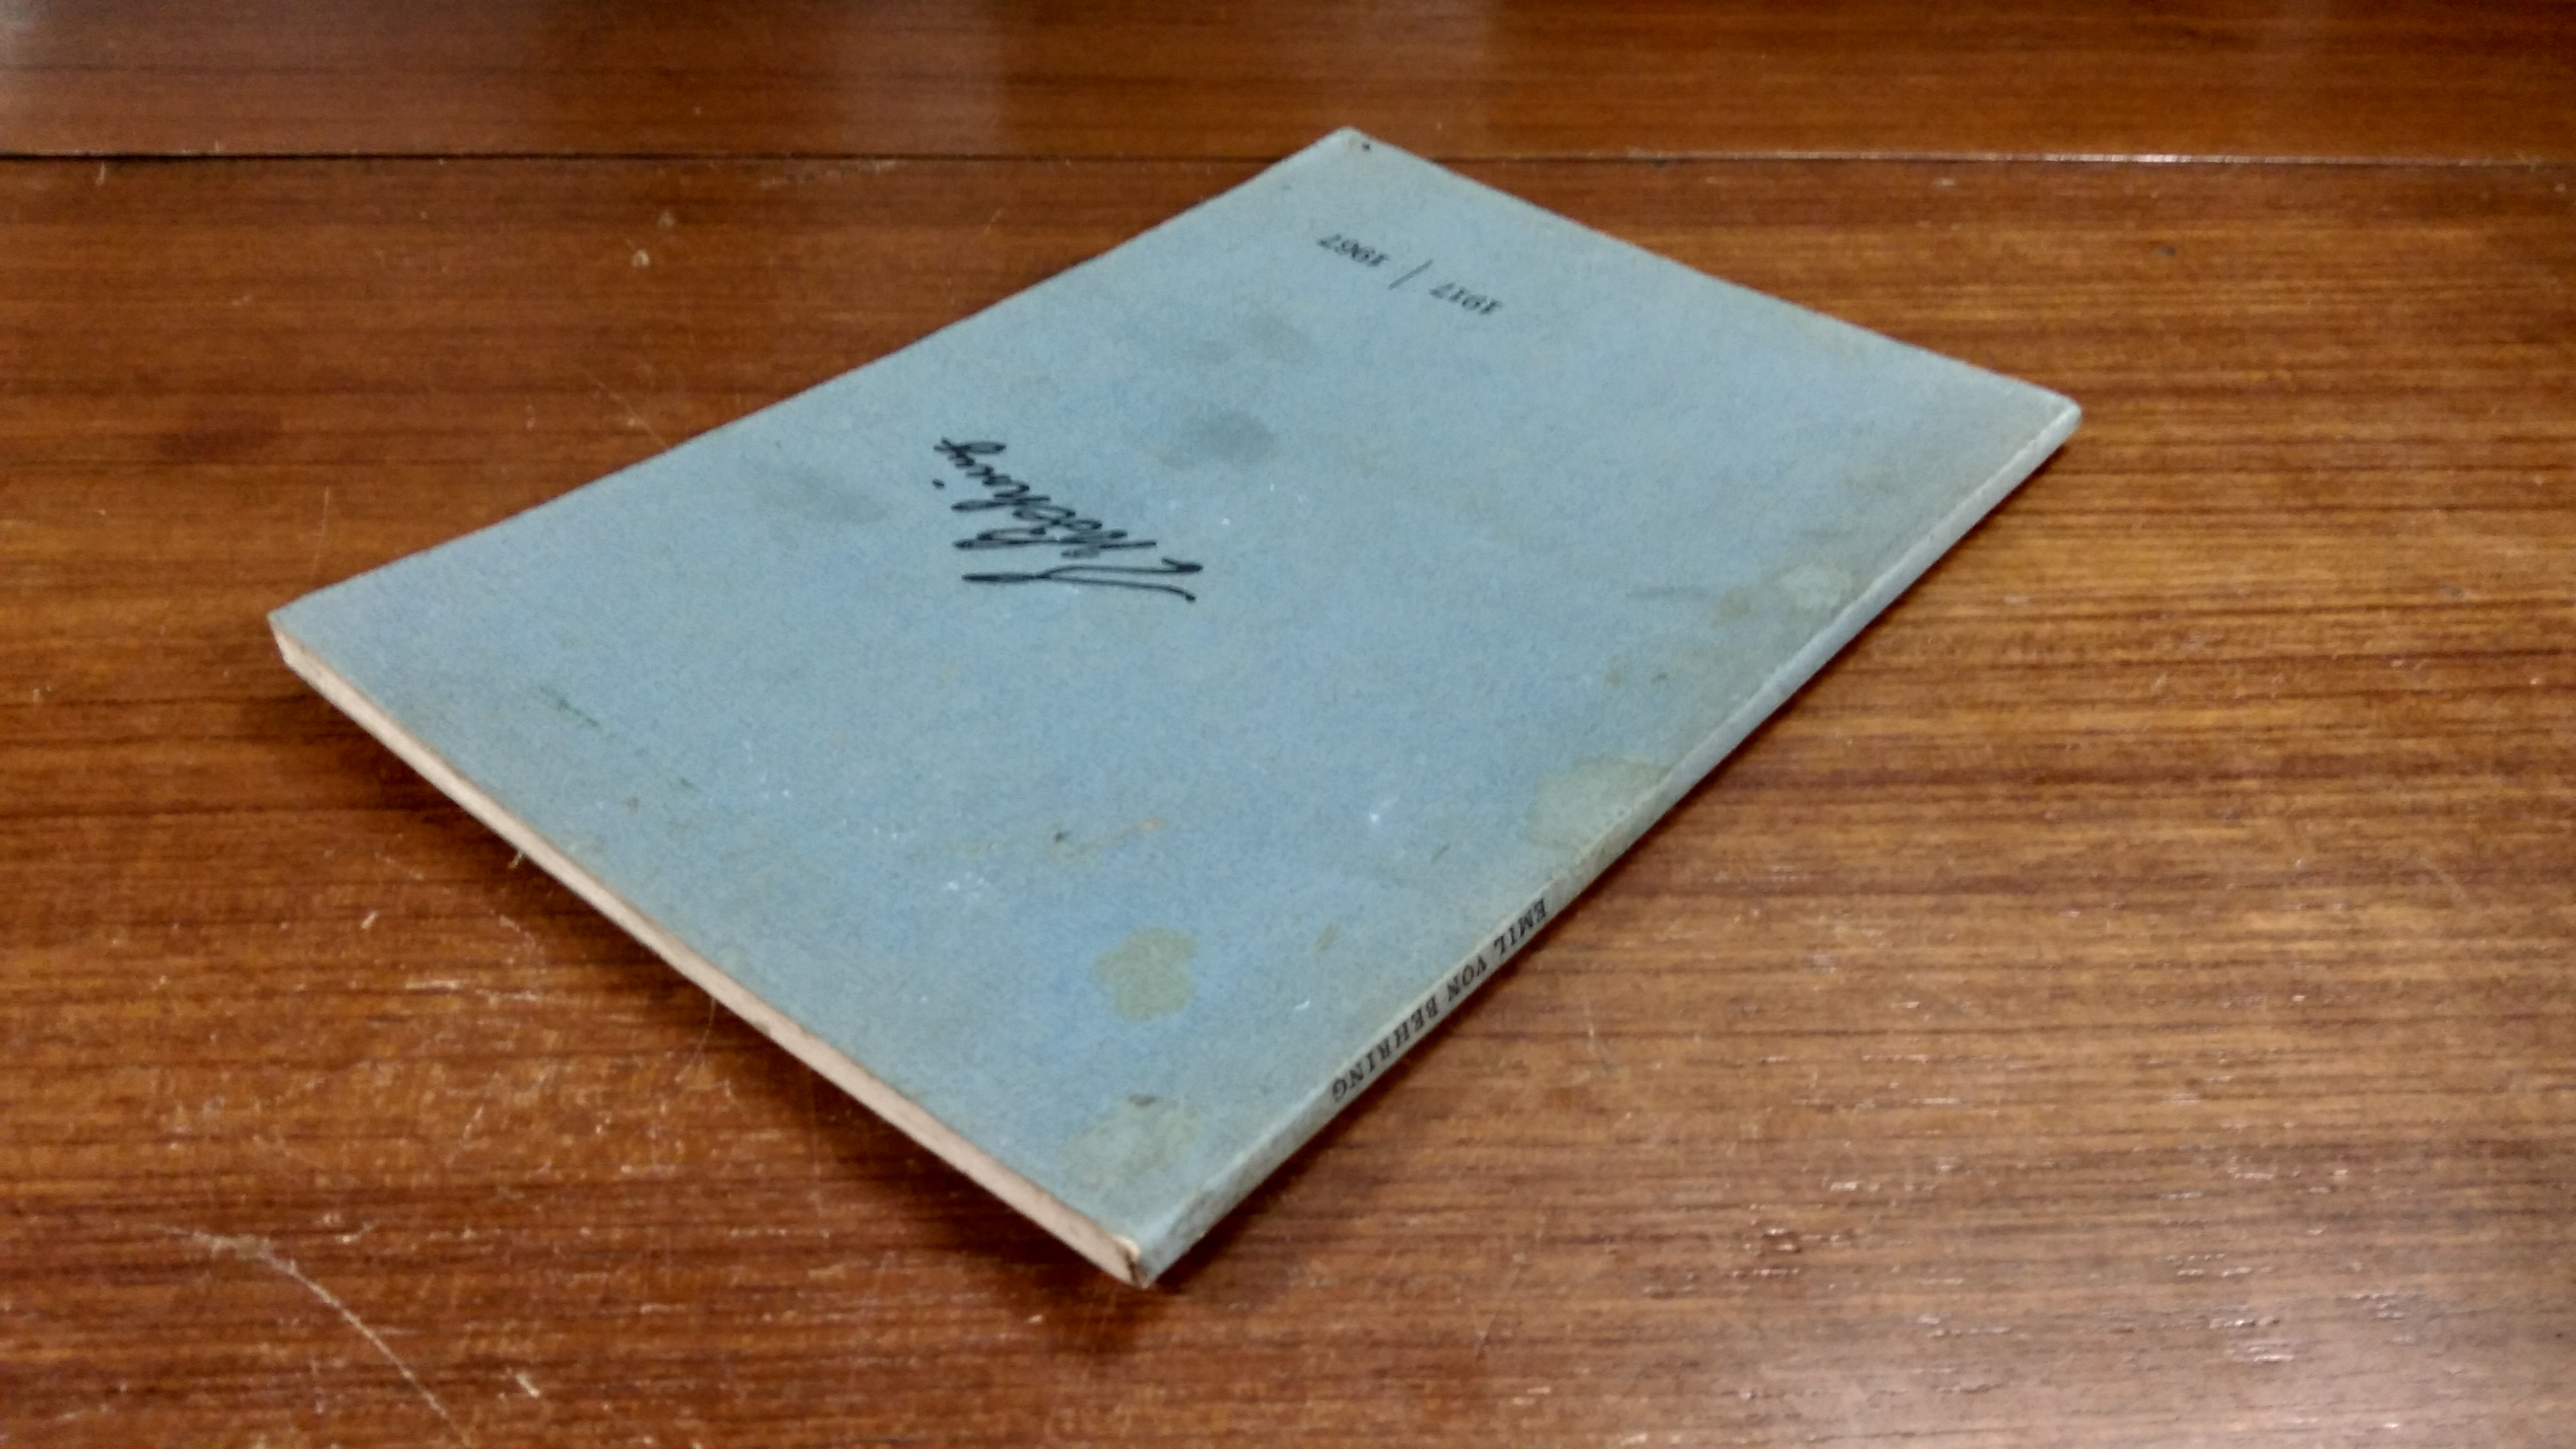 1917 / 1967
v Behring
EMIL VON BEHRING